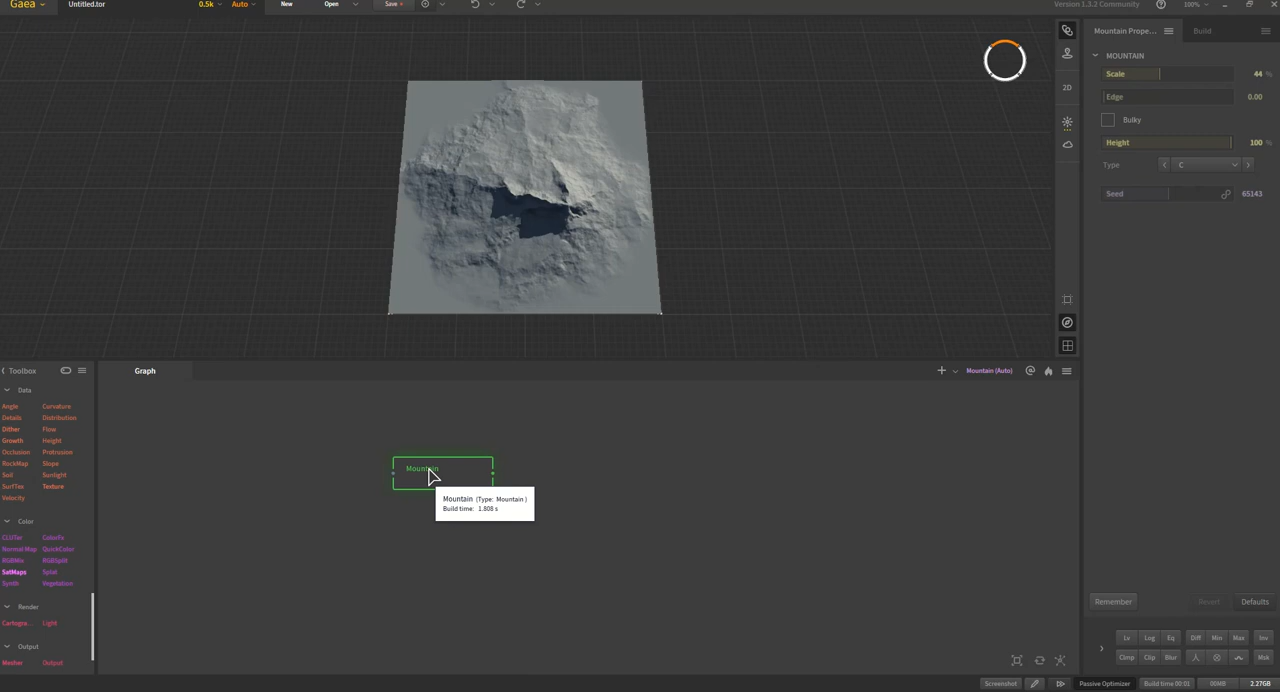 Gaea
Untitled.tor
0.5k
Auto
New
Open
Save
Version 1.3.2 Community
100%
2D
Mountain Prope...
Build
MOUNTAIN
Scale 44 %
Edge 0.00
Bulky
Height 100 %
Type C
Seed 65143
Remember
Revert
Defaults
Lv Log Eq Diff Min Max Inv
Clmp Clip Blur Msk
Toolbox
Data
Angle Curvature
Details Distribution
Dither Flow
Growth Height
Occlusion Protrusion
RockMap Slope
Soil Sunlight
SurfTex Texture
Velocity
Color
CLUTer ColorFx
Normal Map QuickColor
RGBMix RGBSplit
SatMaps Splat
Synth Vegetation
Render
Cartogra... Light
Output
Mesher Output
Graph
Mountain (Auto)
Mountain
Mountain (Type: Mountain )
Build time: 1.808 s
Screenshot
Passive Optimizer
Build time 00:01
00MB
2.27GB